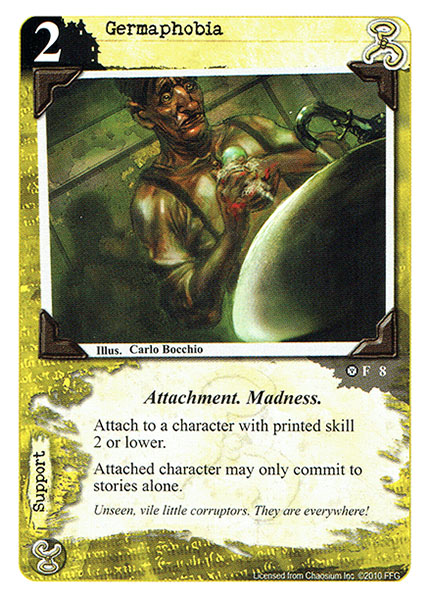 2
Germaphobia
Illus. Carlo Bocchio
F 8
Attachment. Madness.
Attach to a character with printed skill
2 or lower.
Attached character may only commit to
stories alone.
Unseen, vile little corruptors. They are everywhere!
Support
Licensed from Chaosium Inc. ©2010 FFG